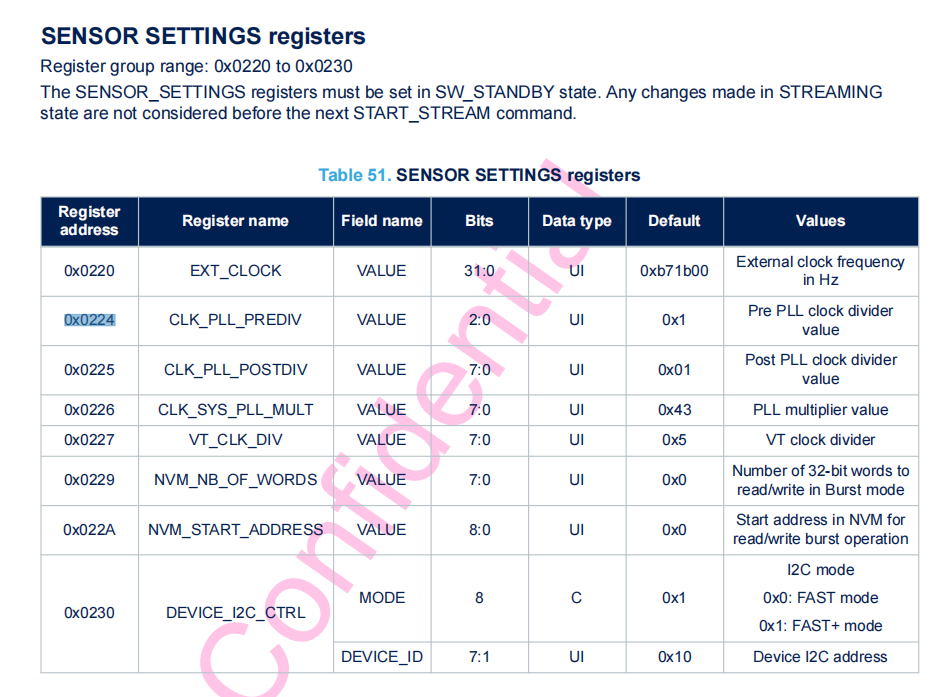 SENSOR SETTINGS registers
Register group range: 0x0220 to 0x0230
The SENSOR_SETTINGS registers must be set in SW_STANDBY state. Any changes made in STREAMING
state are not considered before the next START_STREAM command.
Table 51. SENSOR SETTINGS registers
Register address Register name Field name Bits Data type Default Values
0x0220 EXT_CLOCK VALUE 31:0 UI 0xb71b00 External clock frequency in Hz
0x0224 CLK_PLL_PREDIV VALUE 2:0 UI 0x1 Pre PLL clock divider value
0x0225 CLK_PLL_POSTDIV VALUE 7:0 UI 0x01 Post PLL clock divider value
0x0226 CLK_SYS_PLL_MULT VALUE 7:0 UI 0x43 PLL multiplier value
0x0227 VT_CLK_DIV VALUE 7:0 UI 0x5 VT clock divider
0x0229 NVM_NB_OF_WORDS VALUE 7:0 UI 0x0 Number of 32-bit words to read/write in Burst mode
0x022A NVM_START_ADDRESS VALUE 8:0 UI 0x0 Start address in NVM for read/write burst operation
0x0230 DEVICE_I2C_CTRL MODE 8 C 0x1 I2C mode
0x0: FAST mode
0x1: FAST+ mode
DEVICE_ID 7:1 UI 0x10 Device I2C address
Confidential